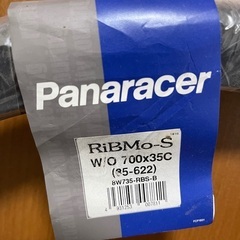 Panaracer
RiBMo-S
W/O 700x35C
(35-622)
8W735-RBS-B